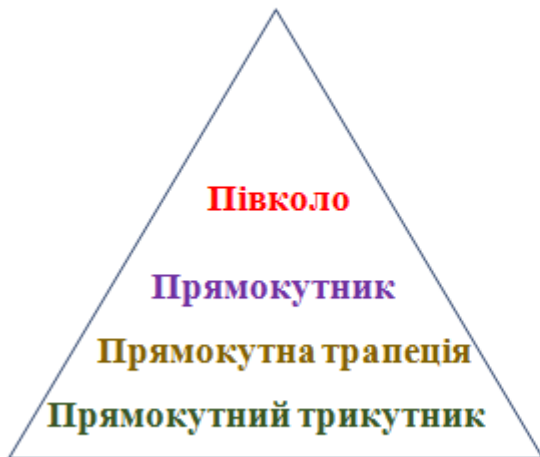 Півколо
Прямокутник
Прямокутна трапеція
Прямокутний трикутник